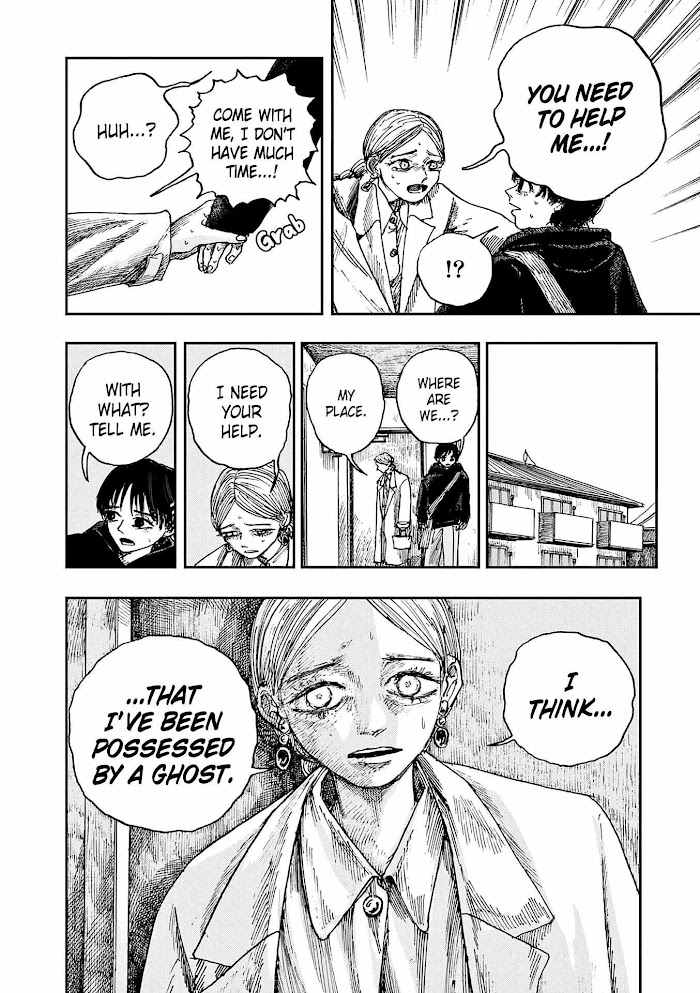 YOU NEED
TO HELP
ME...!
!?
COME WITH
ME, I DON'T
HAVE MUCH
TIME...!
HUH...?
Grab
WHERE
ARE
WE...?
MY
PLACE.
I NEED
YOUR
HELP.
WITH
WHAT?
TELL ME.
I
THINK...
...THAT
I'VE BEEN
POSSESSED
BY A GHOST.